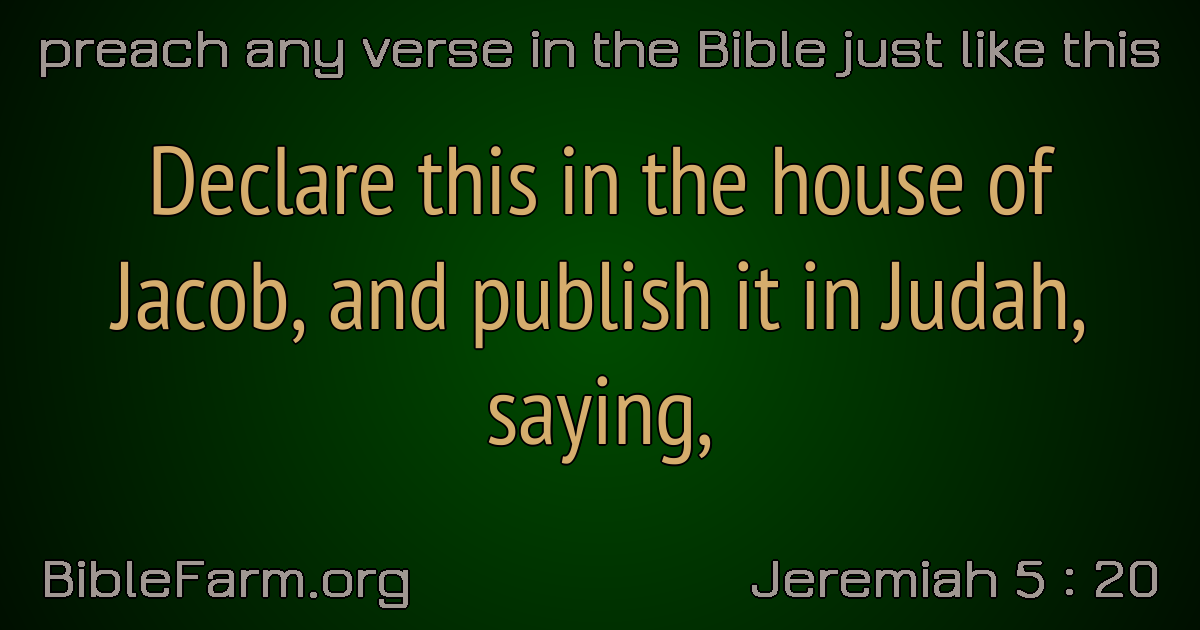 preach any verse in the Bible just like this
Declare this in the house of
Jacob, and publish it in Judah,
saying,
BibleFarm.org
Jeremiah 5 : 20